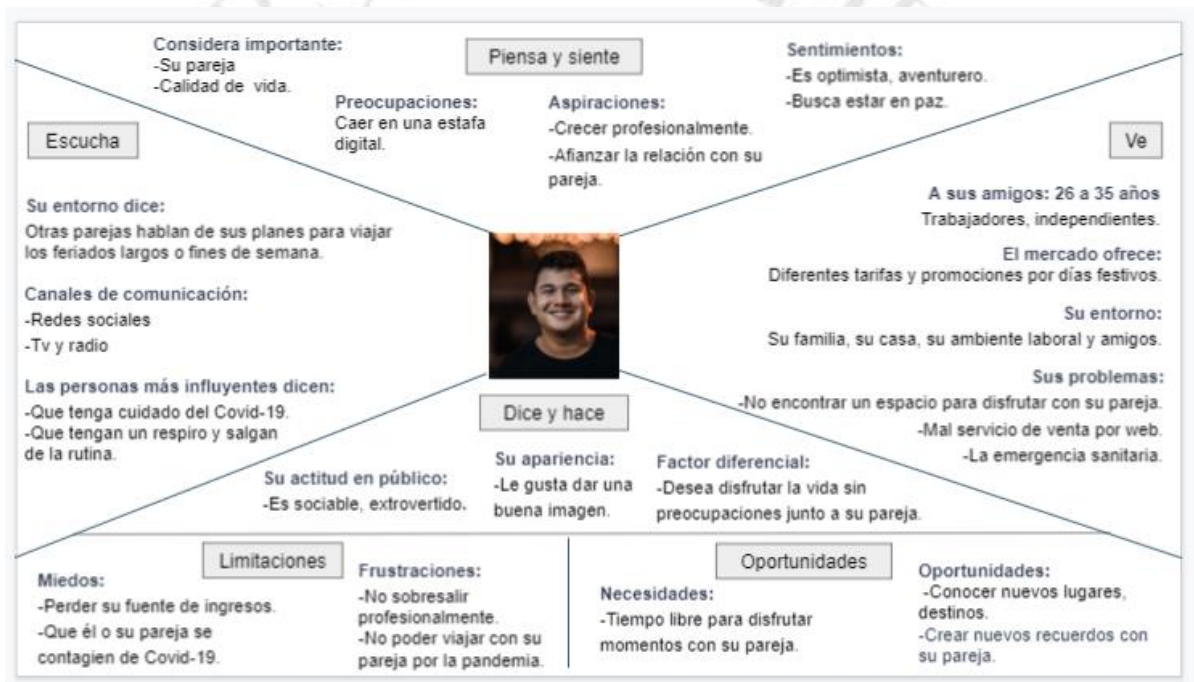 Piensa y siente
Considera importante:
-Su pareja
-Calidad de vida.
Preocupaciones:
Caer en una estafa
digital.
Aspiraciones:
-Crecer profesionalmente.
-Afianzar la relación con su
pareja.
Sentimientos:
-Es optimista, aventurero.
-Busca estar en paz.
Escucha
Su entorno dice:
Otras parejas hablan de sus planes para viajar
los feriados largos o fines de semana.
Canales de comunicación:
-Redes sociales
-Tv y radio
Las personas más influyentes dicen:
-Que tenga cuidado del Covid-19.
-Que tengan un respiro y salgan
de la rutina.
Ve
A sus amigos: 26 a 35 años
Trabajadores, independientes.
El mercado ofrece:
Diferentes tarifas y promociones por días festivos.
Su entorno:
Su familia, su casa, su ambiente laboral y amigos.
Sus problemas:
-No encontrar un espacio para disfrutar con su pareja.
-Mal servicio de venta por web.
-La emergencia sanitaria.
Dice y hace
Su actitud en público:
-Es sociable, extrovertido.
Su apariencia:
-Le gusta dar una
buena imagen.
Factor diferencial:
-Desea disfrutar la vida sin
preocupaciones junto a su pareja.
Limitaciones
Miedos:
-Perder su fuente de ingresos.
-Que él o su pareja se
contagien de Covid-19.
Frustraciones:
-No sobresalir
profesionalmente.
-No poder viajar con su
pareja por la pandemia.
Oportunidades
Necesidades:
-Tiempo libre para disfrutar
momentos con su pareja.
Oportunidades:
-Conocer nuevos lugares,
destinos.
-Crear nuevos recuerdos con
su pareja.